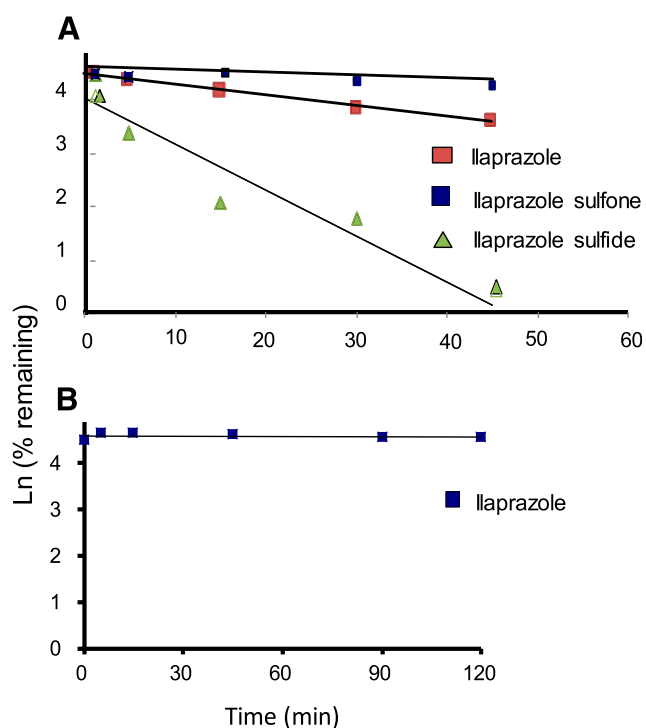 A
4
3
2
1
0
0 10 20 30 40 50 60
Ilaprazole
Ilaprazole sulfone
Ilaprazole sulfide
Ln (% remaining)
B
4
3
2
1
0
0 30 60 90 120
Ilaprazole
Time (min)